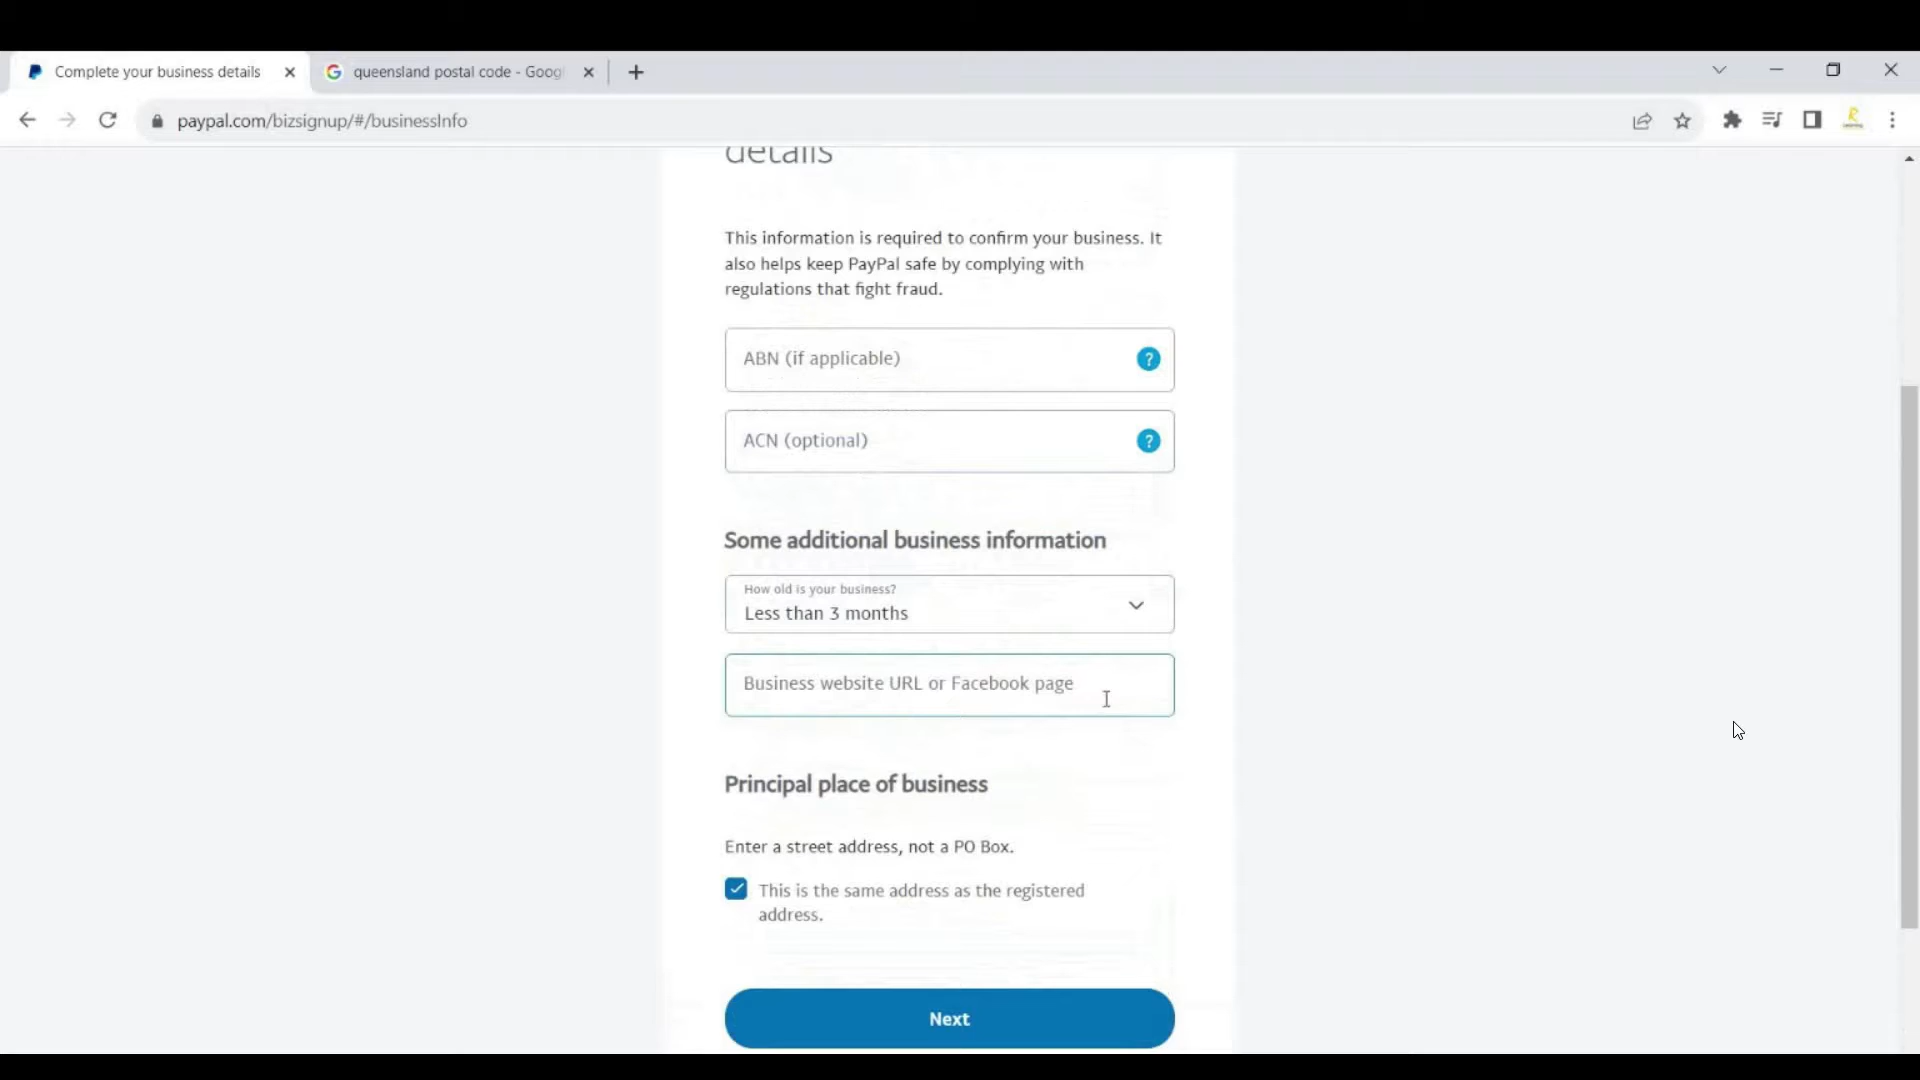 Complete your business details
queensland postal code - Goog
paypal.com/bizsignup/#/businessInfo
details
This information is required to confirm your business. It
also helps keep PayPal safe by complying with
regulations that fight fraud.
ABN (if applicable)
?
ACN (optional)
?
Some additional business information
How old is your business?
Less than 3 months
Business website URL or Facebook page
Principal place of business
Enter a street address, not a PO Box.
This is the same address as the registered
address.
Next